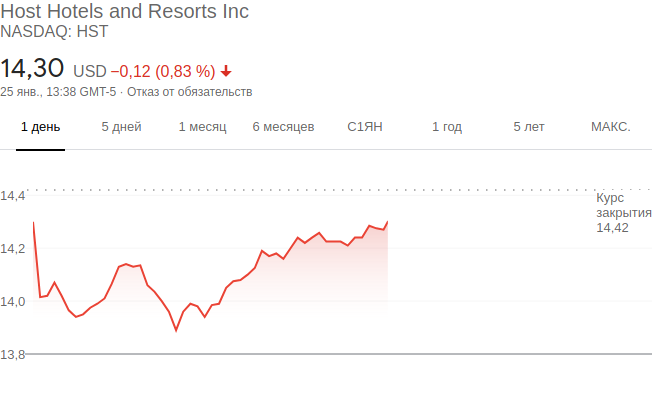 Host Hotels and Resorts Inc
NASDAQ: HST
14,30 USD −0,12 (0,83 %)
25 янв., 13:38 GMT-5 · Отказ от обязательств
1 день 5 дней 1 месяц 6 месяцев С1ЯН 1 год 5 лет МАКС.
14,4
Курс
закрытия
14,42
14,2
14,0
13,8